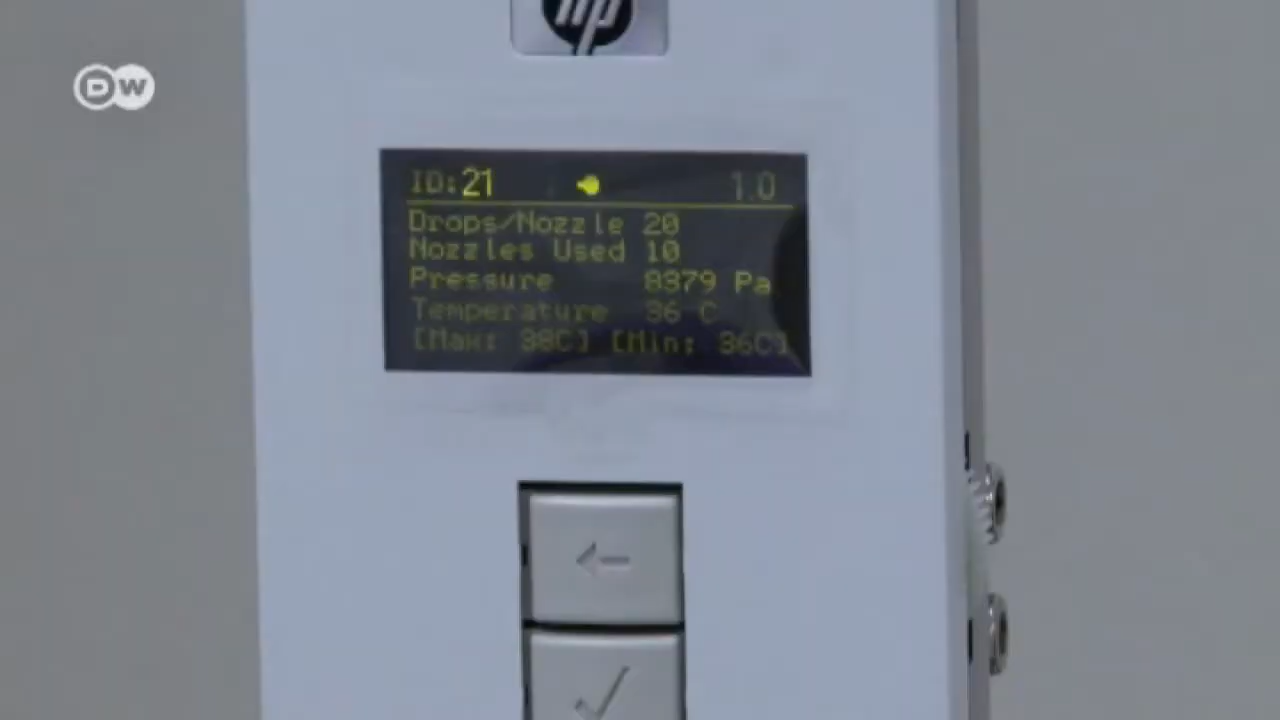 hp
DW
ID:21 1.0
Drops/Nozzle 20
Nozzles Used 10
Pressure 8379 Pa
Temperature 36 C
[Max: 38C] [Min: 36C]